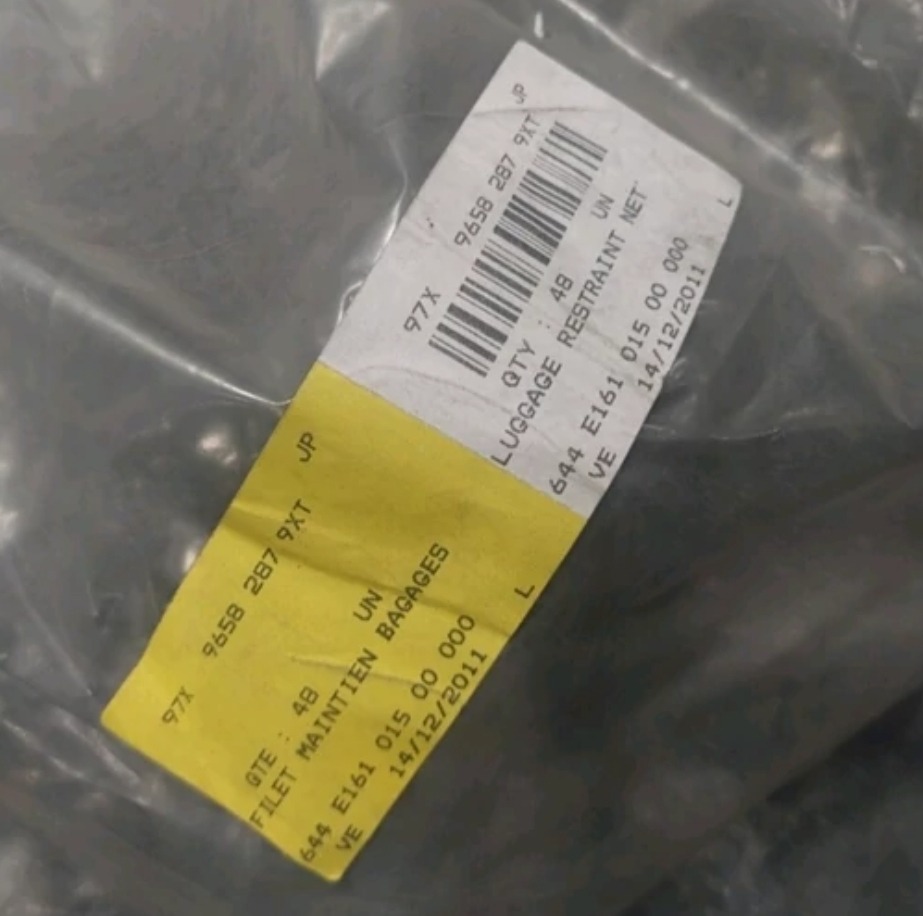 JP
97X 9658 287 9XT
QTY : 48 UN
LUGGAGE RESTRAINT NET
644 E161 015 00 000 L
VE 14/12/2011
JP
97X 9658 287 9XT
QTE : 48 UN
FILET MAINTIEN BAGAGES
644 E161 015 00 000 L
VE 14/12/2011